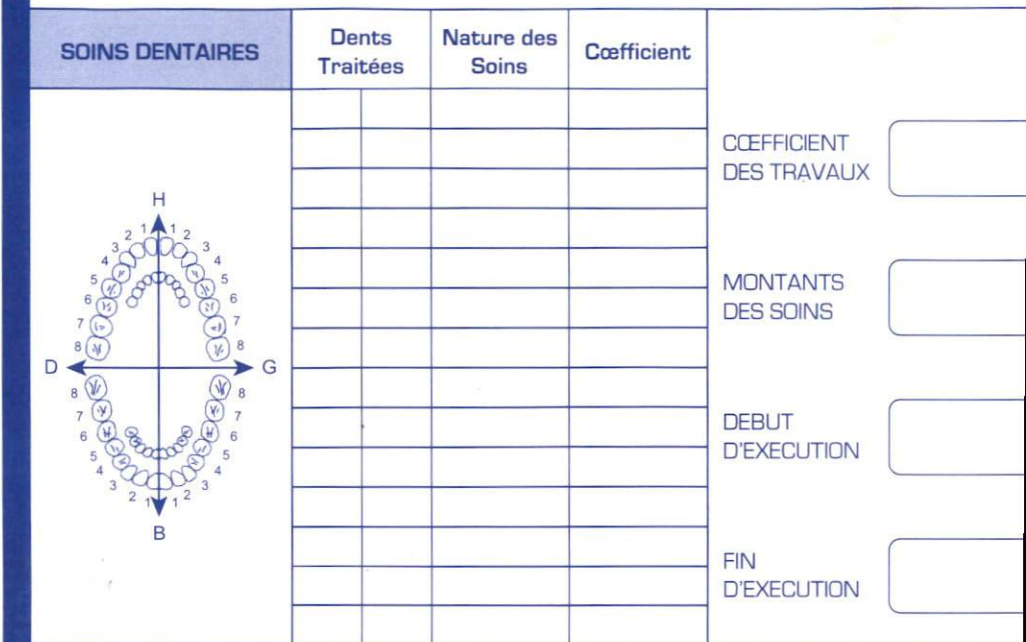 SOINS DENTAIRES
Dents
Traitées
Nature des
Soins
Cœfficient
CŒFFICIENT
DES TRAVAUX
MONTANTS
DES SOINS
DEBUT
D'EXECUTION
FIN
D'EXECUTION
H
1 1
2 2
3 3
4 4
5 5
6 6
7 7
8 8
D G
8 8
7 7
6 6
5 5
4 4
3 3
2 2
1 1
B